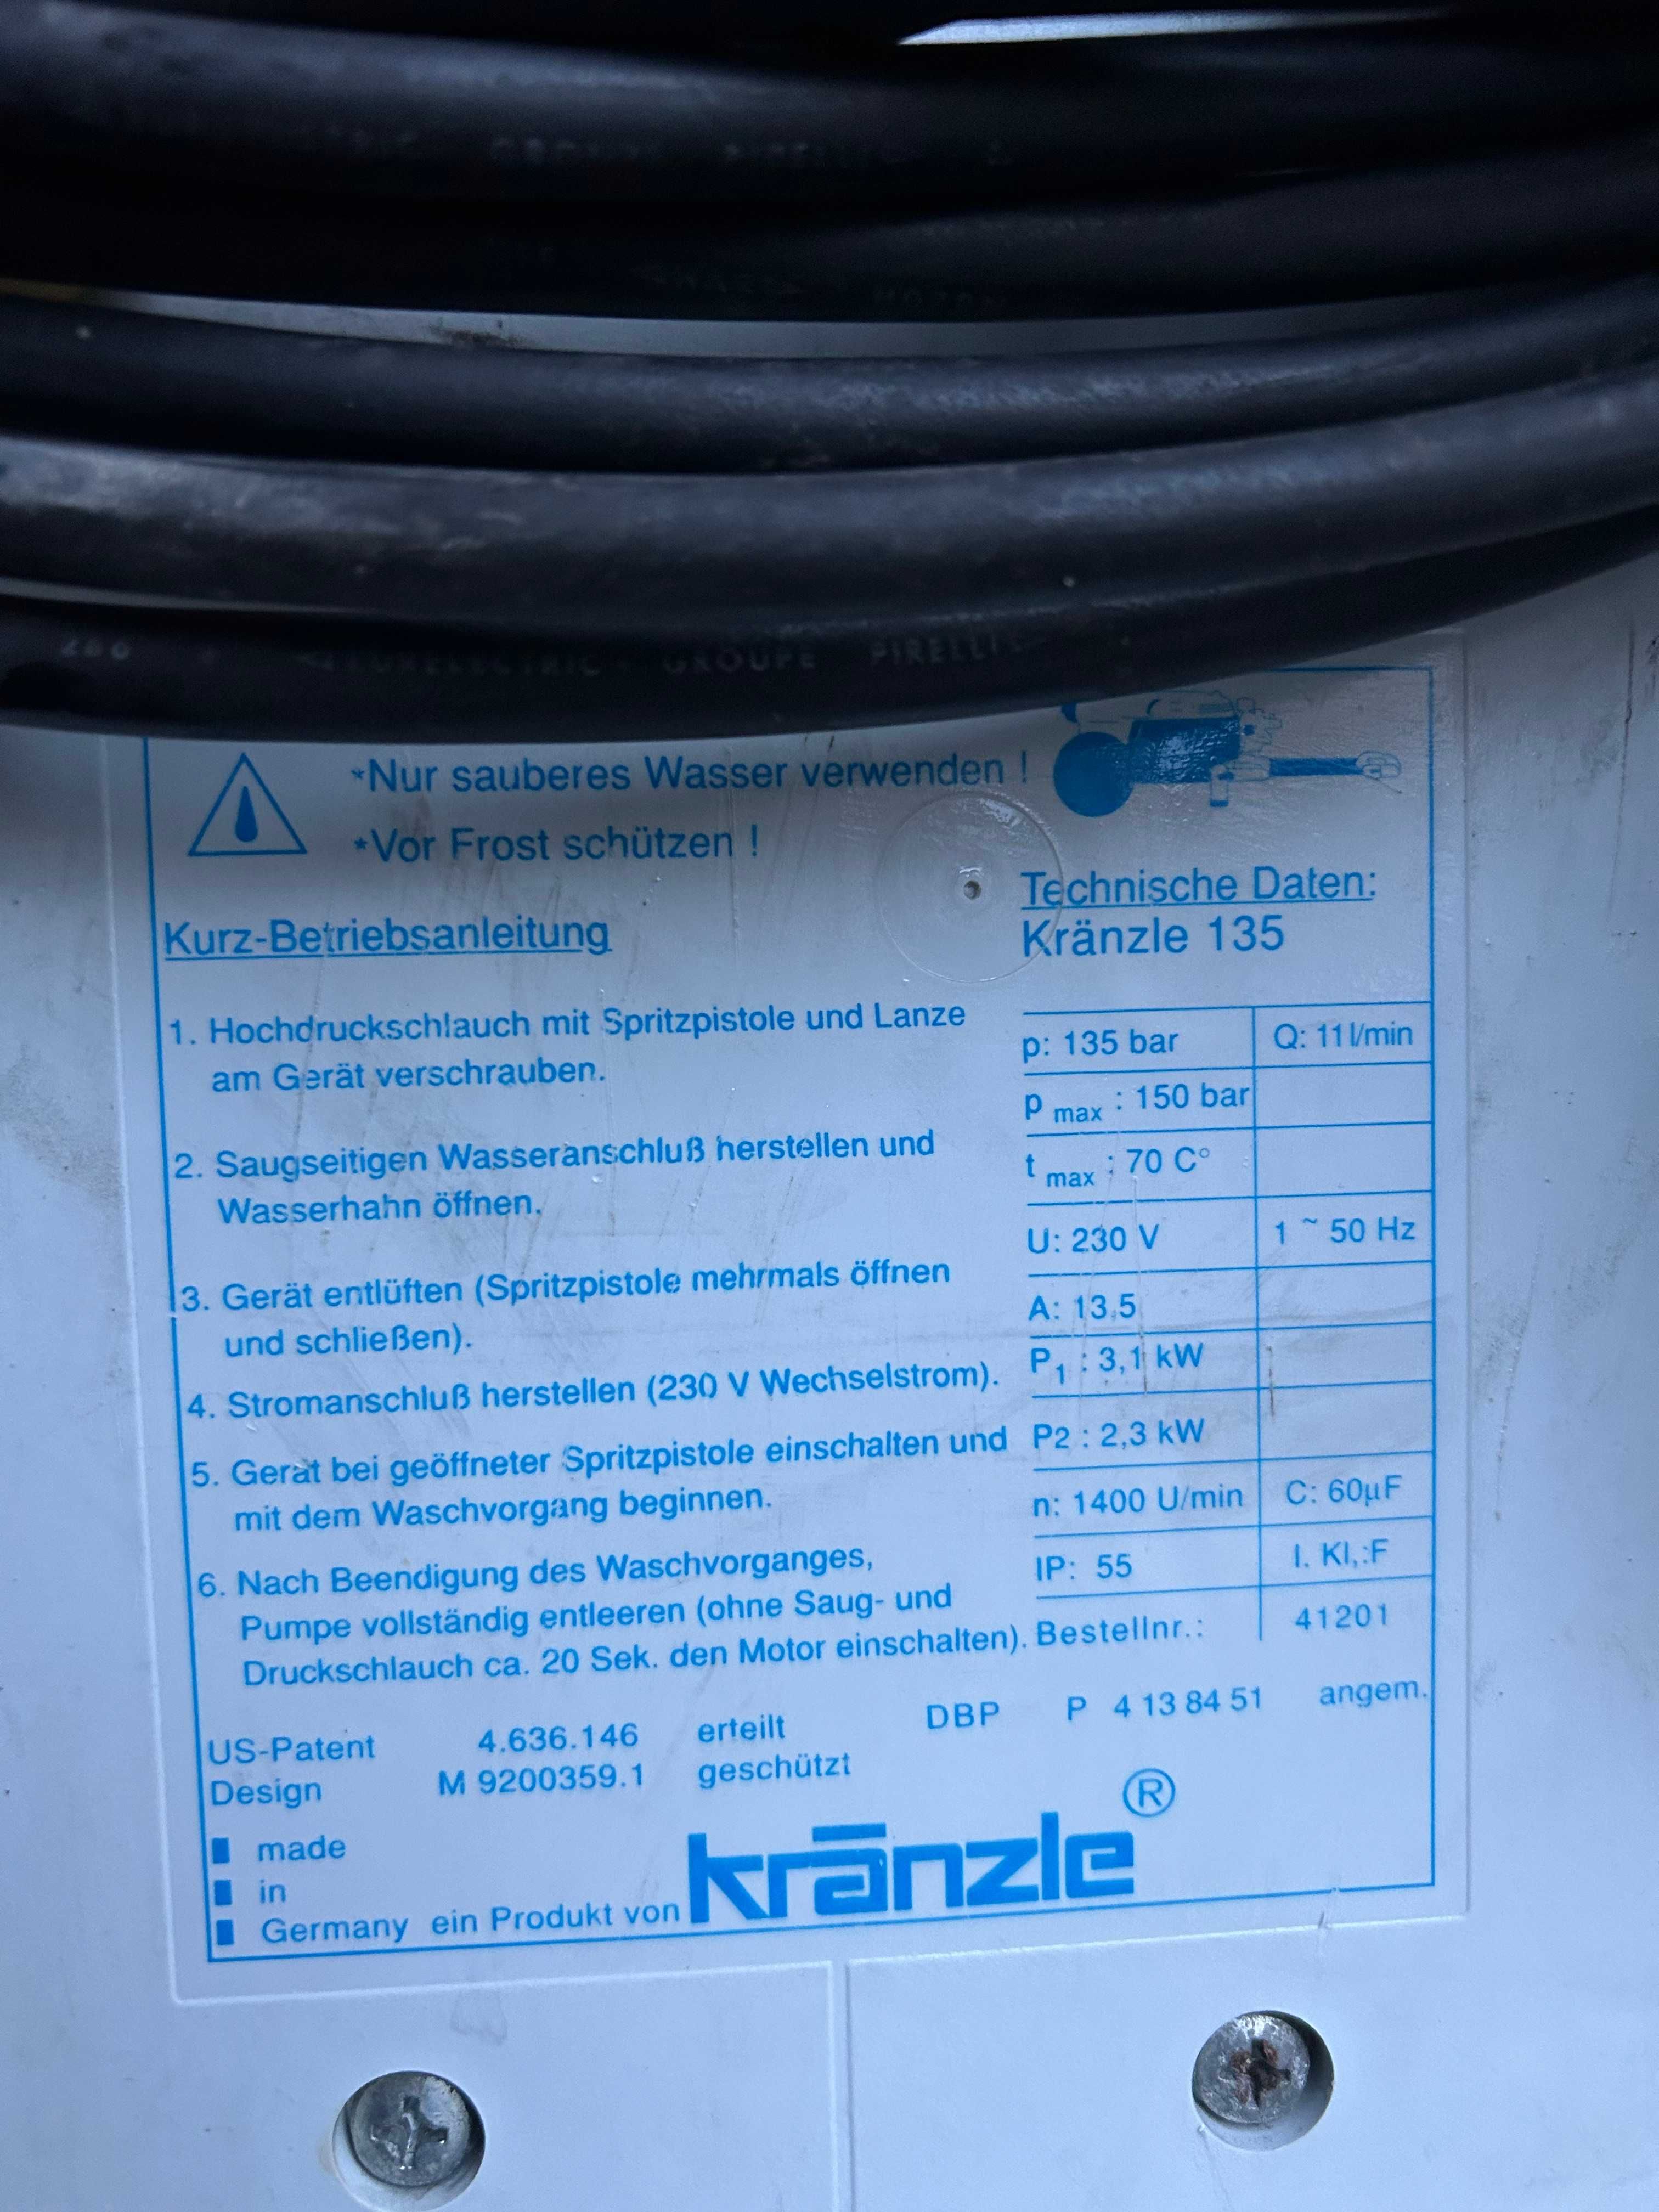 GROUPE PIRELLI
*Nur sauberes Wasser verwenden !
*Vor Frost schützen !
Kurz-Betriebsanleitung
1. Hochdruckschlauch mit Spritzpistole und Lanze
am Gerät verschrauben.
2. Saugseitigen Wasseranschluß herstellen und
Wasserhahn öffnen.
3. Gerät entlüften (Spritzpistole mehrmals öffnen
und schließen).
4. Stromanschluß herstellen (230 V Wechselstrom).
5. Gerät bei geöffneter Spritzpistole einschalten und
mit dem Waschvorgang beginnen.
6. Nach Beendigung des Waschvorganges,
Pumpe vollständig entleeren (ohne Saug- und
Druckschlauch ca. 20 Sek. den Motor einschalten).
Technische Daten:
Kränzle 135
p: 135 bar Q: 11 l/min
p max : 150 bar
t max : 70 C°
U: 230 V 1 ~ 50 Hz
A: 13,5
P1 : 3,1 kW
P2 : 2,3 kW
n: 1400 U/min C: 60µF
IP: 55 I. Kl,:F
Bestellnr.: 41201
US-Patent 4.636.146 erteilt DBP P 4 13 84 51 angem.
Design M 9200359.1 geschützt
made
in
Germany ein Produkt von kränzle ®